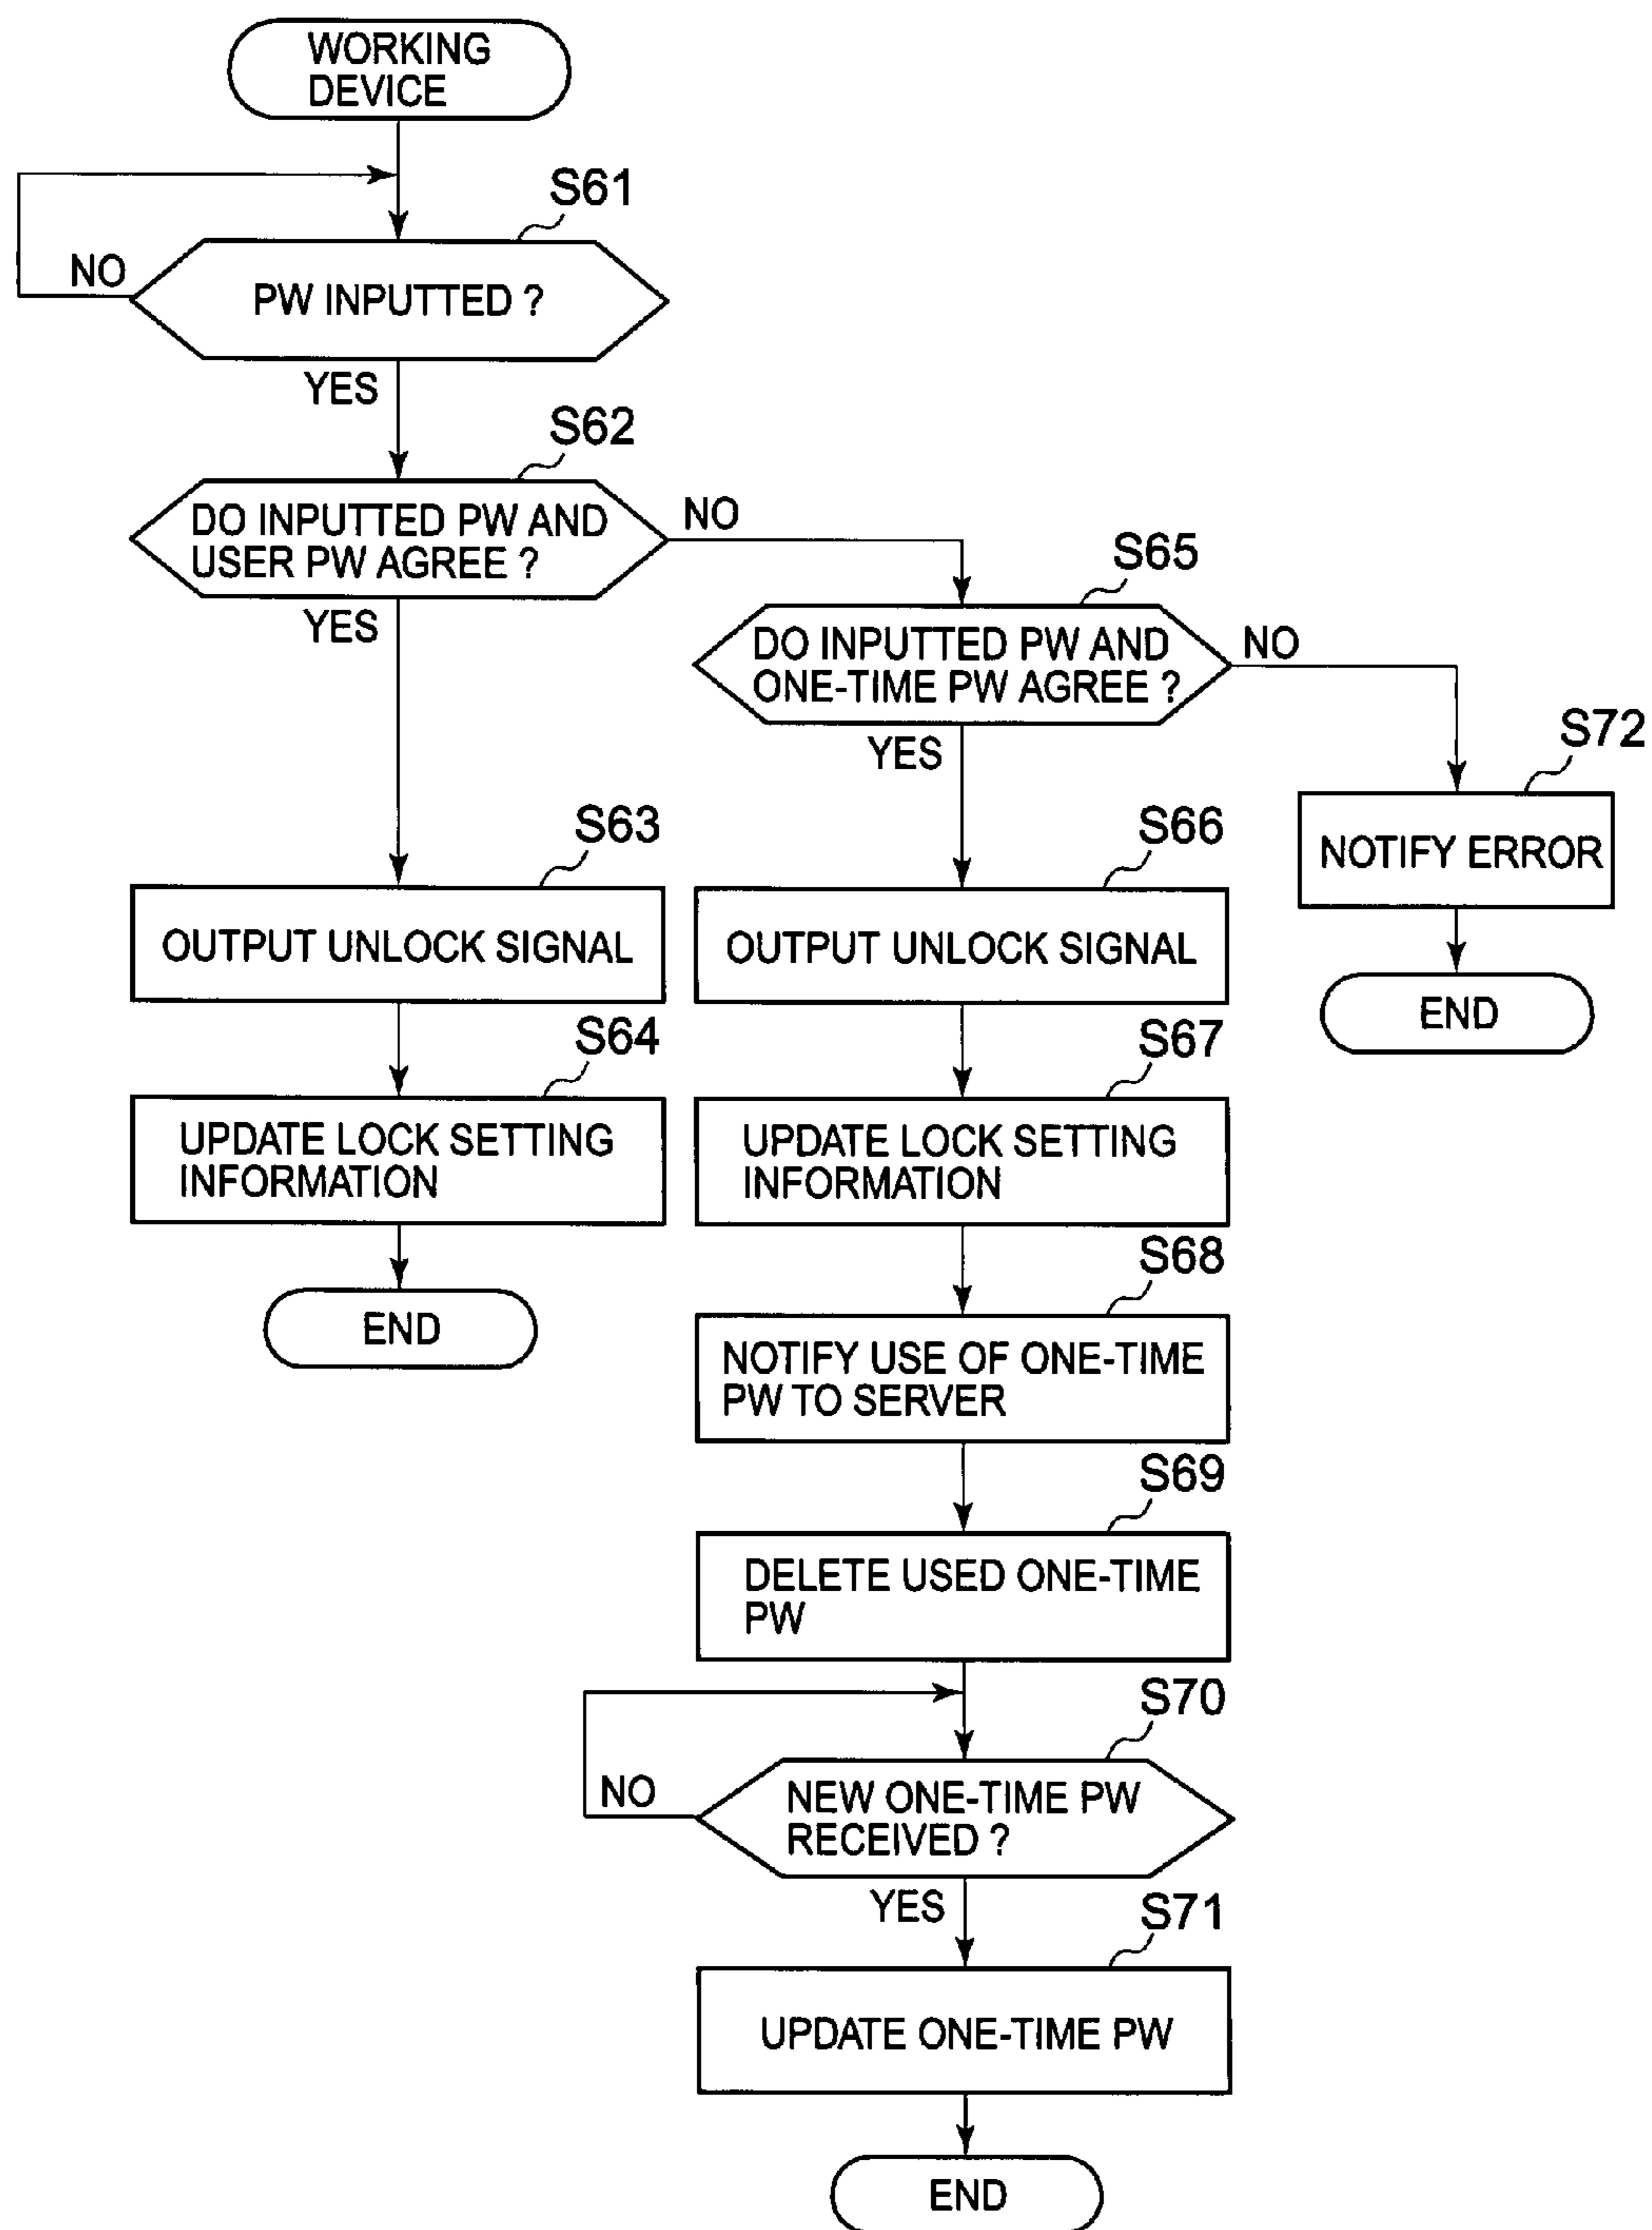 WORKING
DEVICE
S61
NO
PW INPUTTED ?
YES
S62
DO INPUTTED PW AND
USER PW AGREE ?
NO
YES
S65
DO INPUTTED PW AND
ONE-TIME PW AGREE ?
NO
YES
S72
NOTIFY ERROR
END
S63
OUTPUT UNLOCK SIGNAL
S64
UPDATE LOCK SETTING
INFORMATION
END
S66
OUTPUT UNLOCK SIGNAL
S67
UPDATE LOCK SETTING
INFORMATION
S68
NOTIFY USE OF ONE-TIME
PW TO SERVER
S69
DELETE USED ONE-TIME
PW
S70
NO
NEW ONE-TIME PW
RECEIVED ?
YES
S71
UPDATE ONE-TIME PW
END